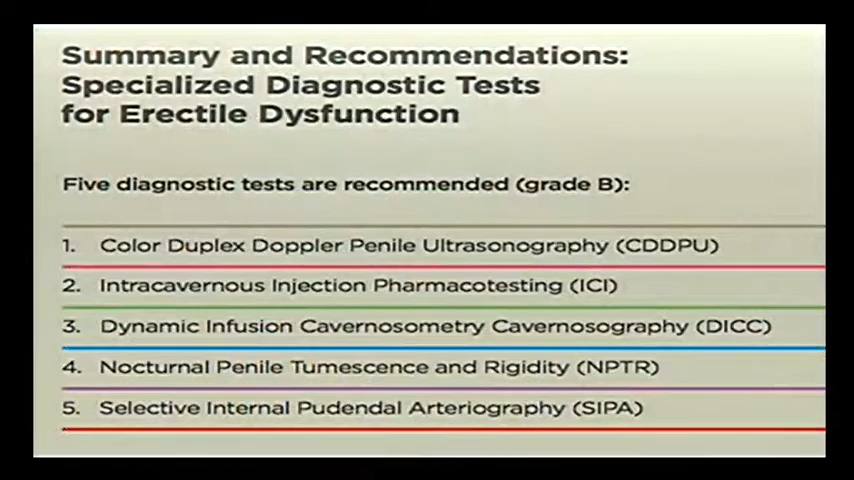 Summary and Recommendations:
Specialized Diagnostic Tests
for Erectile Dysfunction
Five diagnostic tests are recommended (grade B):
1. Color Duplex Doppler Penile Ultrasonography (CDDPU)
2. Intracavernous Injection Pharmacotesting (ICI)
3. Dynamic Infusion Cavernosometry Cavernosography (DICC)
4. Nocturnal Penile Tumescence and Rigidity (NPTR)
5. Selective Internal Pudendal Arteriography (SIPA)